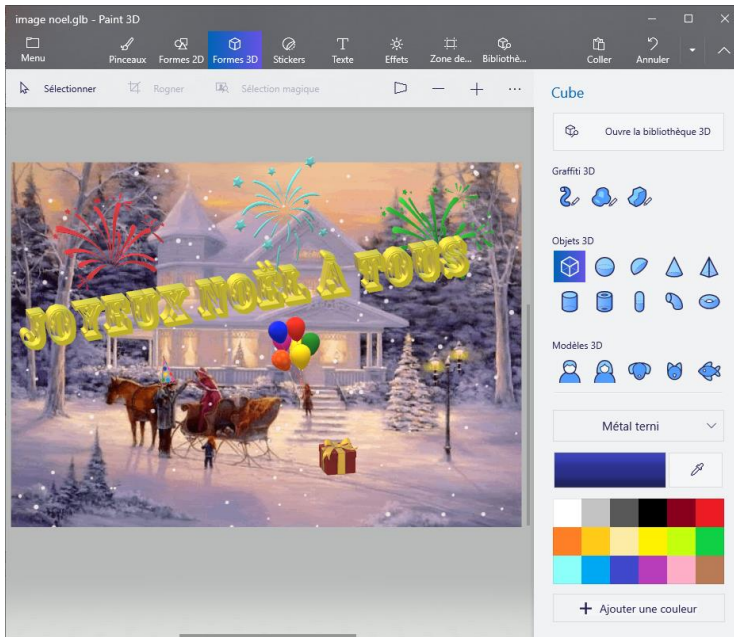 image noel.glb - Paint 3D
Menu
Pinceaux
Formes 2D
Formes 3D
Stickers
Texte
Effets
Zone de...
Bibliothè...
Coller
Annuler
Sélectionner
Rogner
Sélection magique
Cube
Ouvre la bibliothèque 3D
Graffiti 3D
Objets 3D
JOYEUX NOËL À TOUS
Modèles 3D
Métal terni
Ajouter une couleur